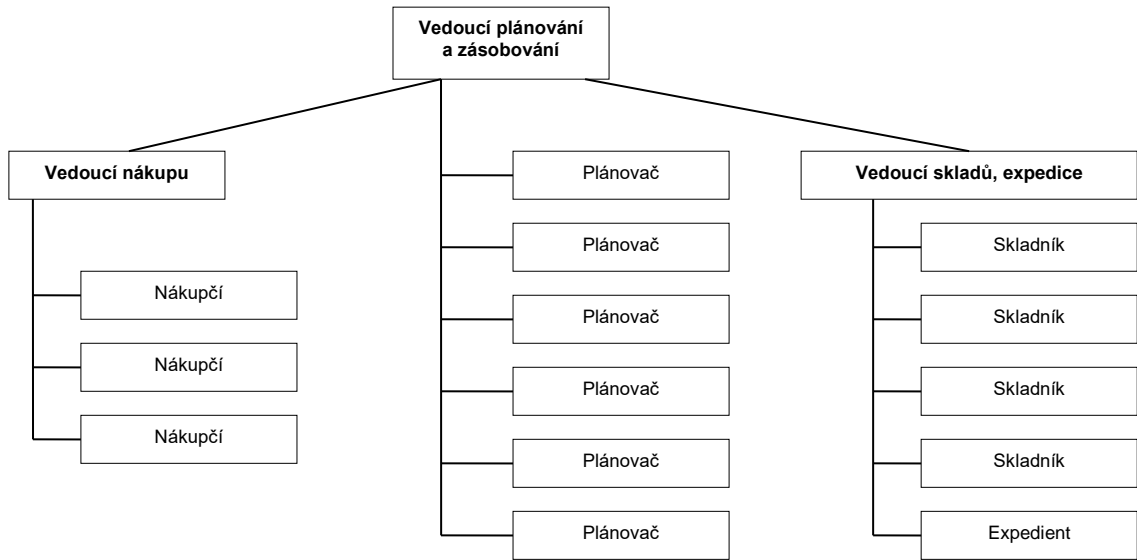 Vedoucí plánování
a zásobování
Vedoucí nákupu
Nákupčí
Nákupčí
Nákupčí
Plánovač
Plánovač
Plánovač
Plánovač
Plánovač
Plánovač
Vedoucí skladů, expedice
Skladník
Skladník
Skladník
Skladník
Expedient